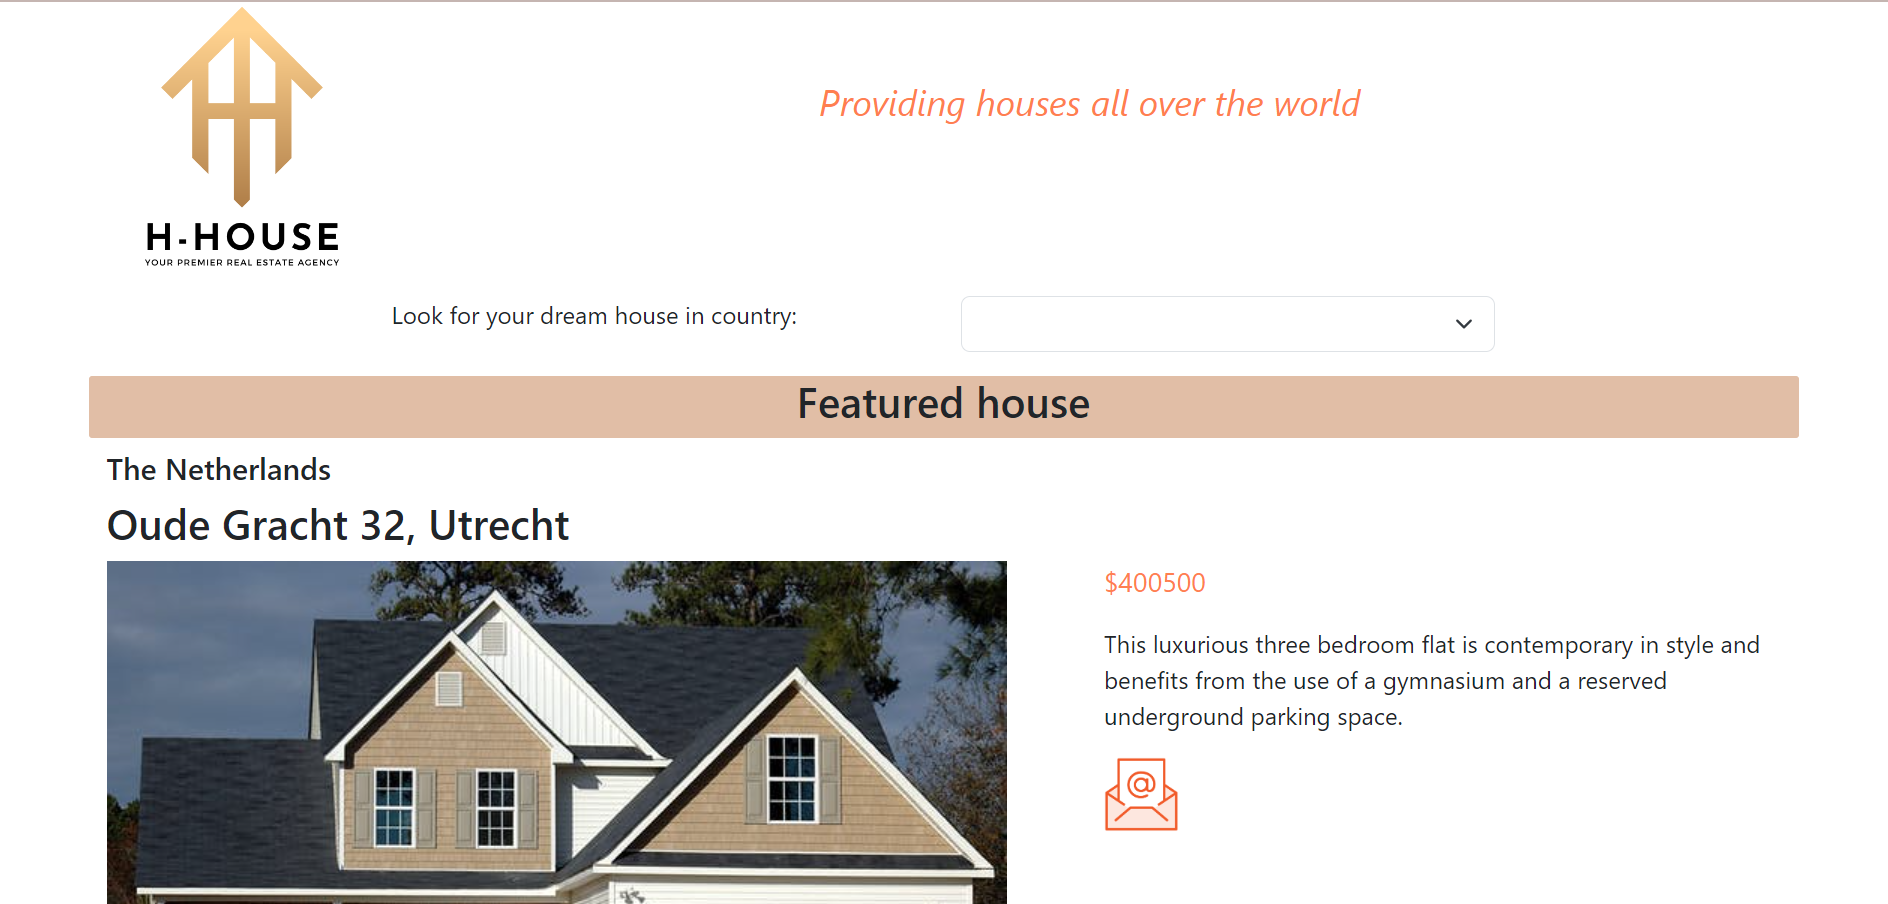 H-HOUSE
YOUR PREMIER REAL ESTATE AGENCY
Providing houses all over the world
Look for your dream house in country:
Featured house
The Netherlands
Oude Gracht 32, Utrecht
$400500
This luxurious three bedroom flat is contemporary in style and
benefits from the use of a gymnasium and a reserved
underground parking space.
@